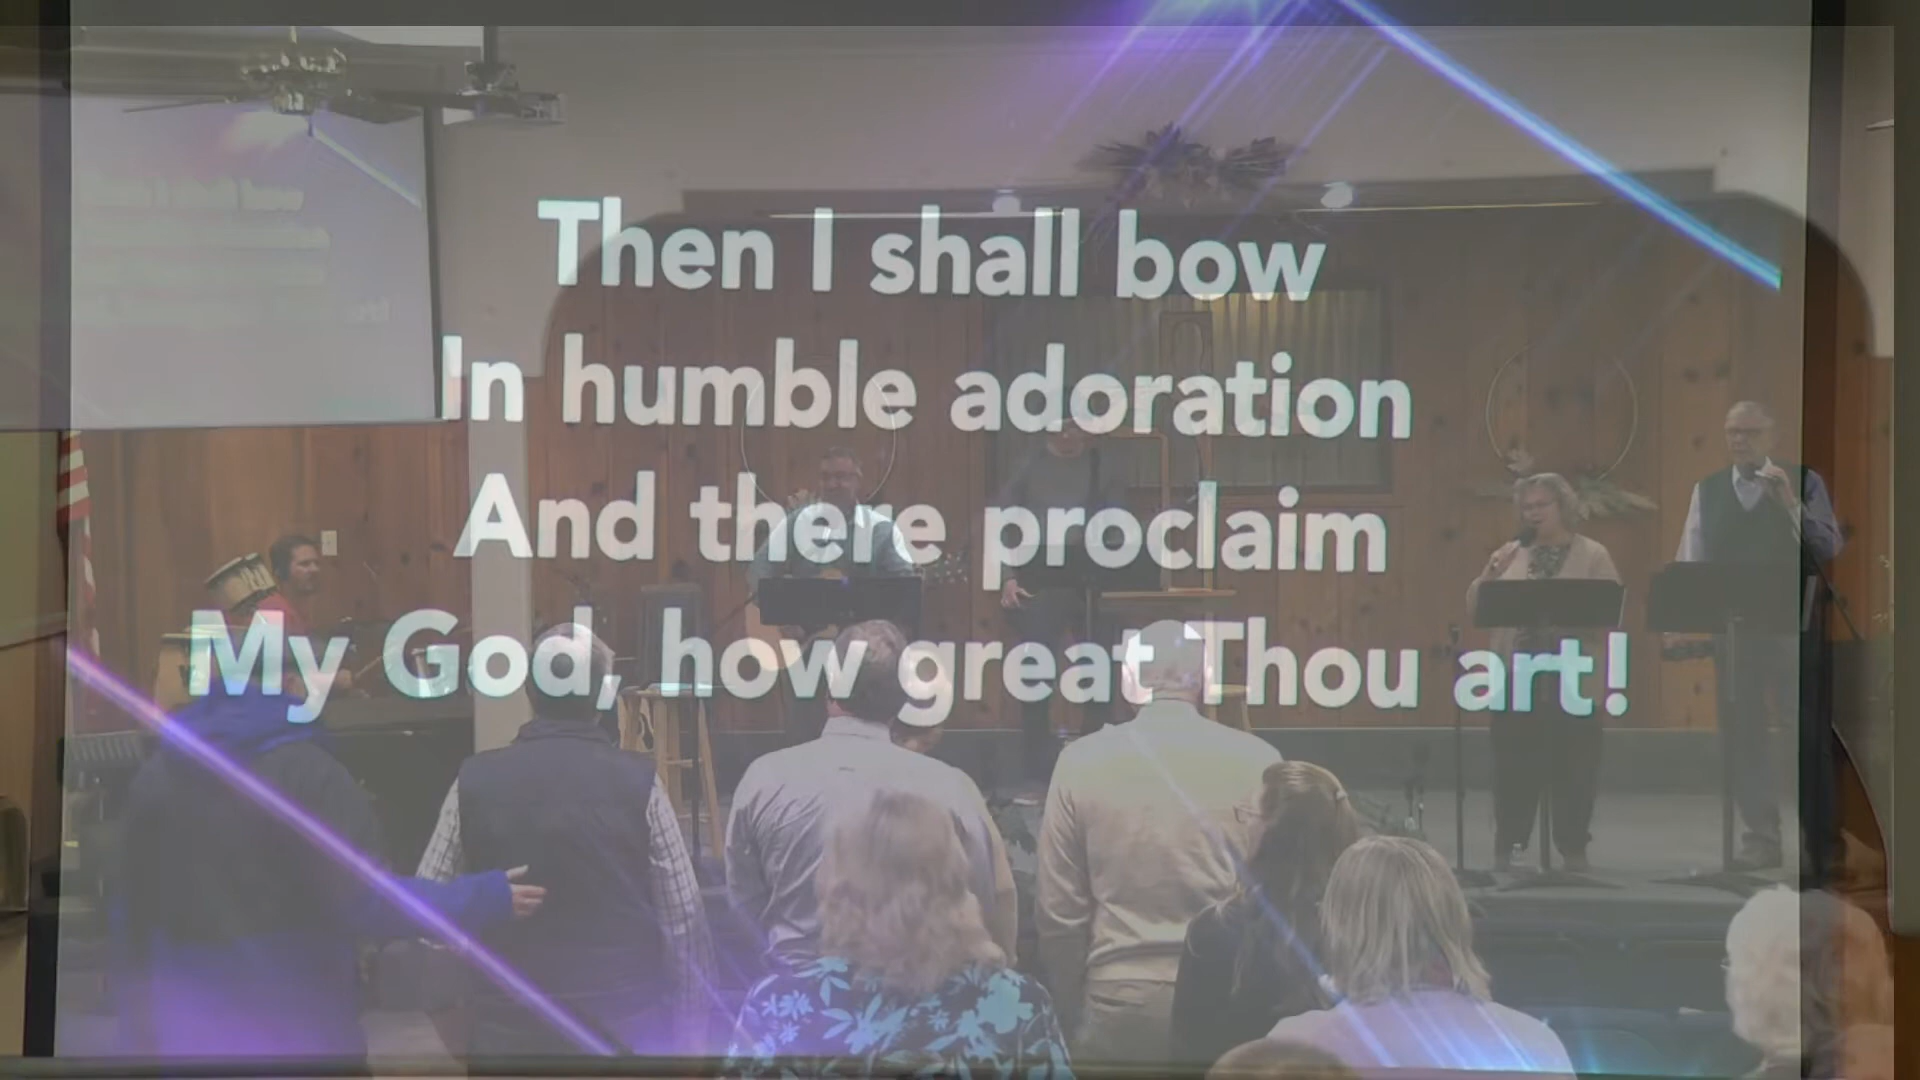 Then I shall bow
In humble adoration
And there proclaim
My God, how great Thou art!